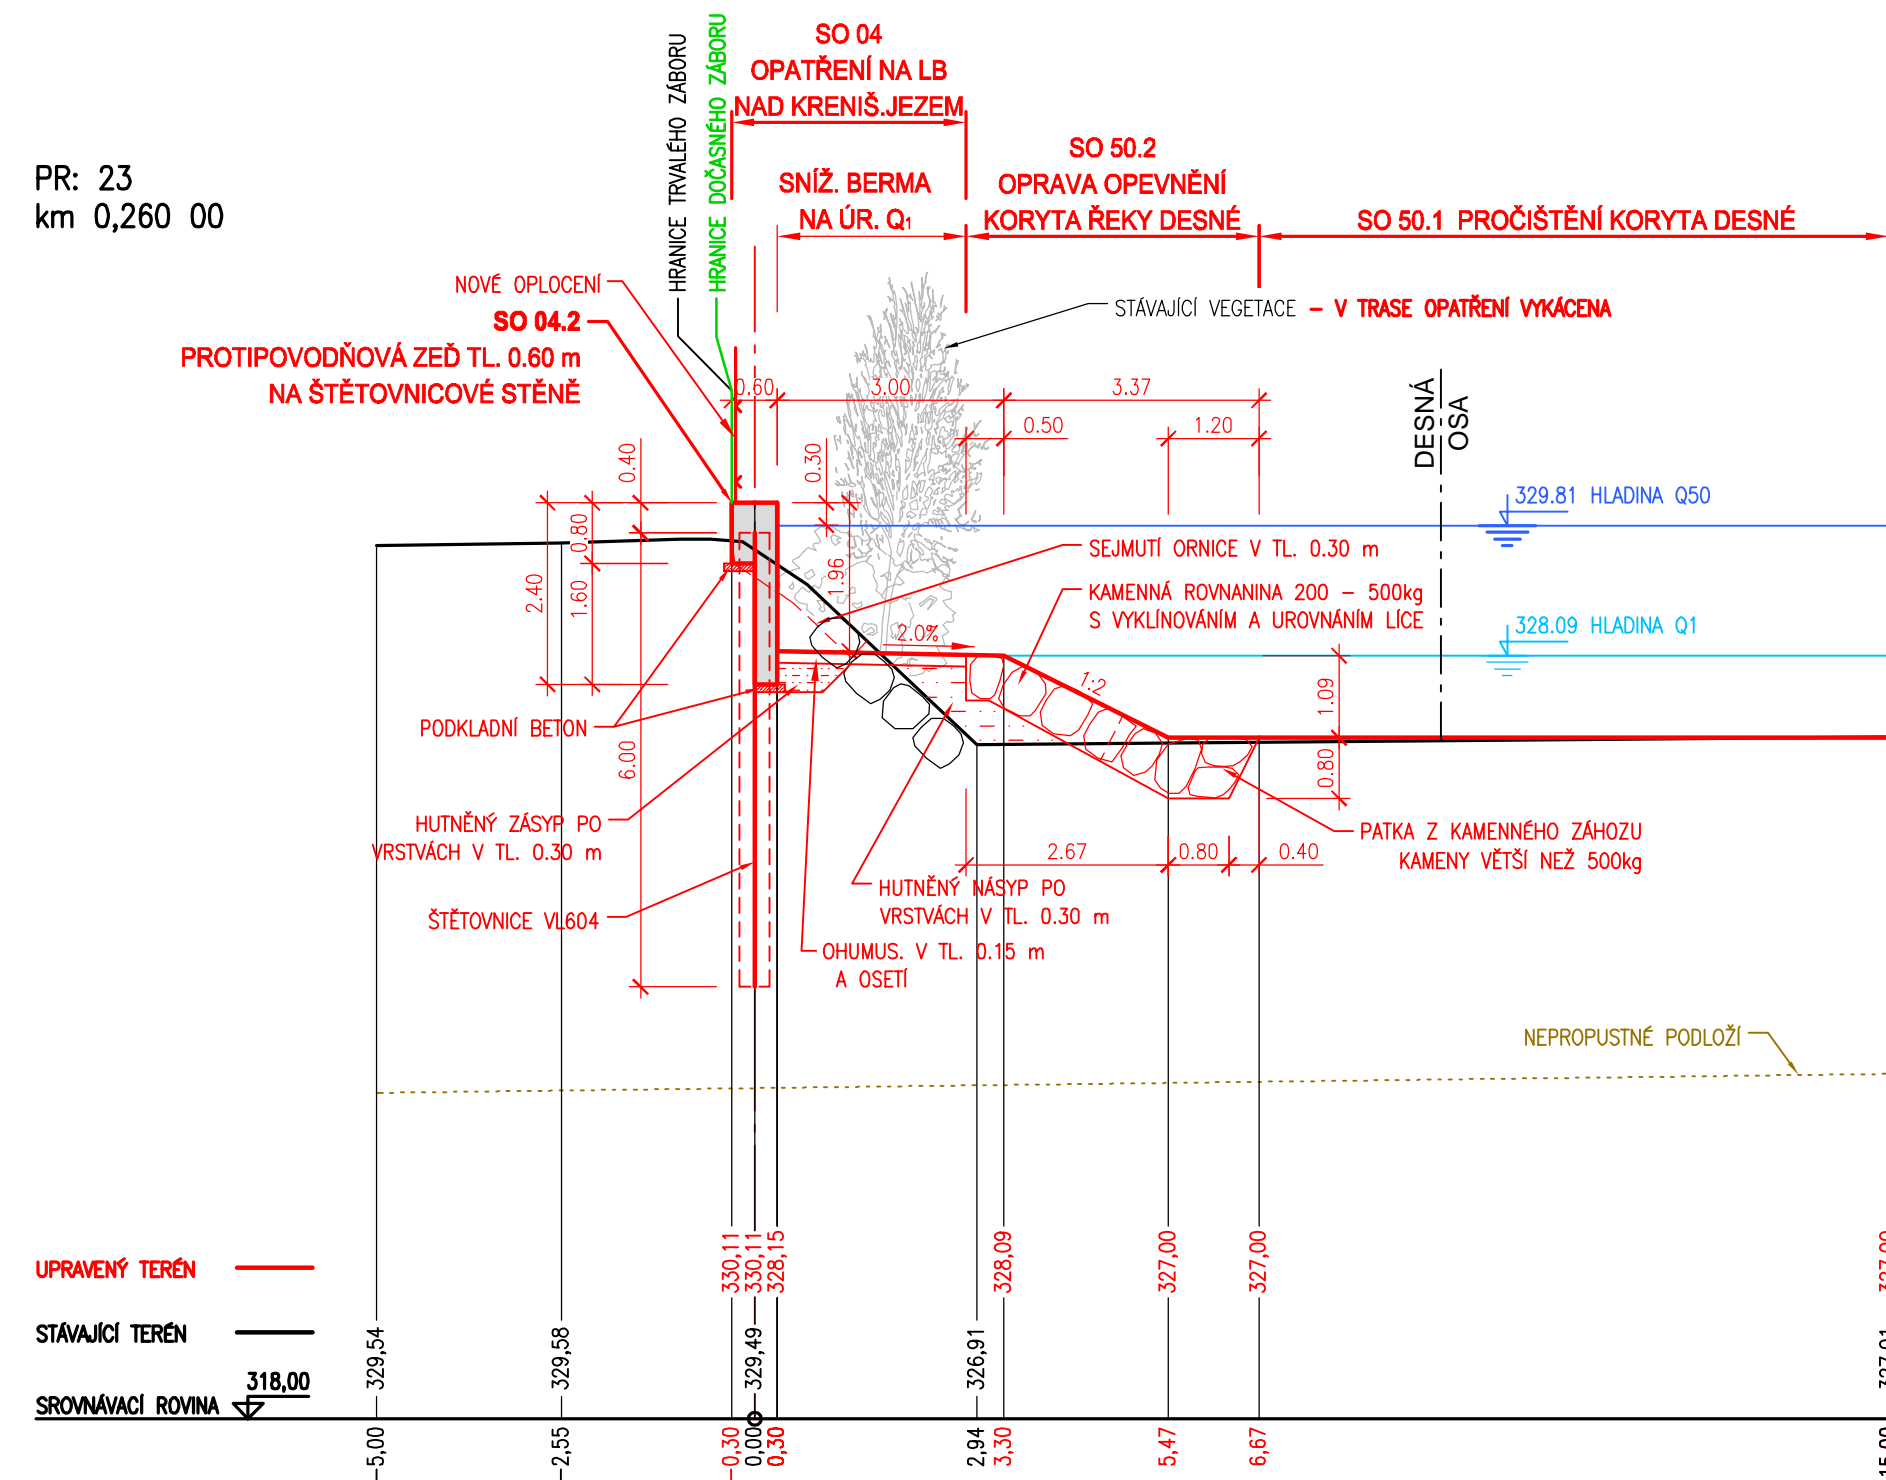 SO 04
OPATŘENÍ NA LB
NAD KRENIŠ.JEZEM
HRANICE TRVALÉHO ZÁBORU
HRANICE DOČASNÉHO ZÁBORU
PR: 23
km 0,260 00
SNÍŽ. BERMA
NA ÚR. Q1
SO 50.2
OPRAVA OPEVNĚNÍ
KORYTA ŘEKY DESNÉ
SO 50.1 PROČIŠTĚNÍ KORYTA DESNÉ
NOVÉ OPLOCENÍ
SO 04.2
PROTIPOVODŇOVÁ ZEĎ TL. 0.60 m
NA ŠTĚTOVNICOVÉ STĚNĚ
STÁVAJÍCÍ VEGETACE – V TRASE OPATŘENÍ VYKÁCENA
0.60
3.00
3.37
0.50
1.20
DESNÁ
OSA
0.40
0.30
0.80
2.40
1.60
1.96
6.00
329.81 HLADINA Q50
SEJMUTÍ ORNICE V TL. 0.30 m
KAMENNÁ ROVNANINA 200 – 500kg
S VYKLÍNOVÁNÍM A UROVNÁNÍM LÍCE
328.09 HLADINA Q1
2.0%
1:2
1.09
0.80
PODKLADNÍ BETON
HUTNĚNÝ ZÁSYP PO
VRSTVÁCH V TL. 0.30 m
ŠTĚTOVNICE VL604
2.67
0.80
0.40
PATKA Z KAMENNÉHO ZÁHOZU
KAMENY VĚTŠÍ NEŽ 500kg
HUTNĚNÝ NÁSYP PO
VRSTVÁCH V TL. 0.30 m
OHUMUS. V TL. 0.15 m
A OSETÍ
NEPROPUSTNÉ PODLOŽÍ
UPRAVENÝ TERÉN
330,11
330,11
328,15
328,09
327,00
327,00
327,00
STÁVAJÍCÍ TERÉN
329,54
329,58
329,49
326,91
327,01
318,00
SROVNÁVACÍ ROVINA
-5,00
-2,55
-0,30
0,00
0,30
2,94
3,30
5,47
6,67
15,00